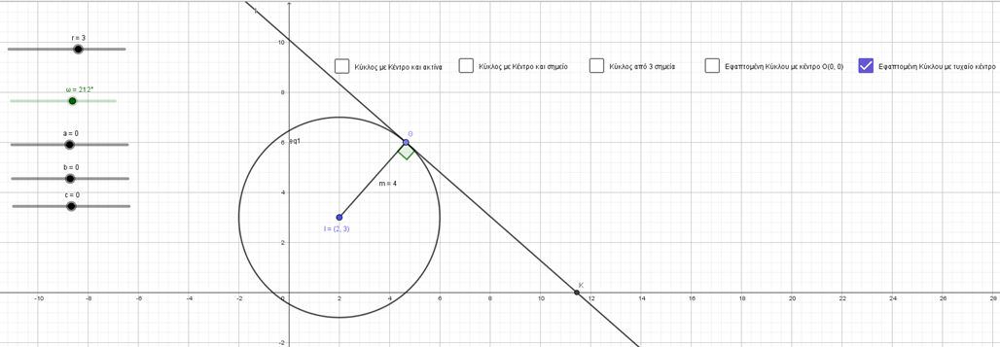 r = 3
ω = 212°
a = 0
b = 0
c = 0
Κύκλος με Κέντρο και ακτίνα
Κύκλος με Κέντρο και σημείο
Κύκλος από 3 σημεία
Εφαπτομένη Κύκλου με κέντρο O(0, 0)
Εφαπτομένη Κύκλου με τυχαίο κέντρο
10
8
6
eq1
Θ
m = 4
4
I = (2, 3)
2
K
-10
-8
-6
-4
-2
0
2
4
6
8
10
12
14
16
18
20
22
24
26
28
-2